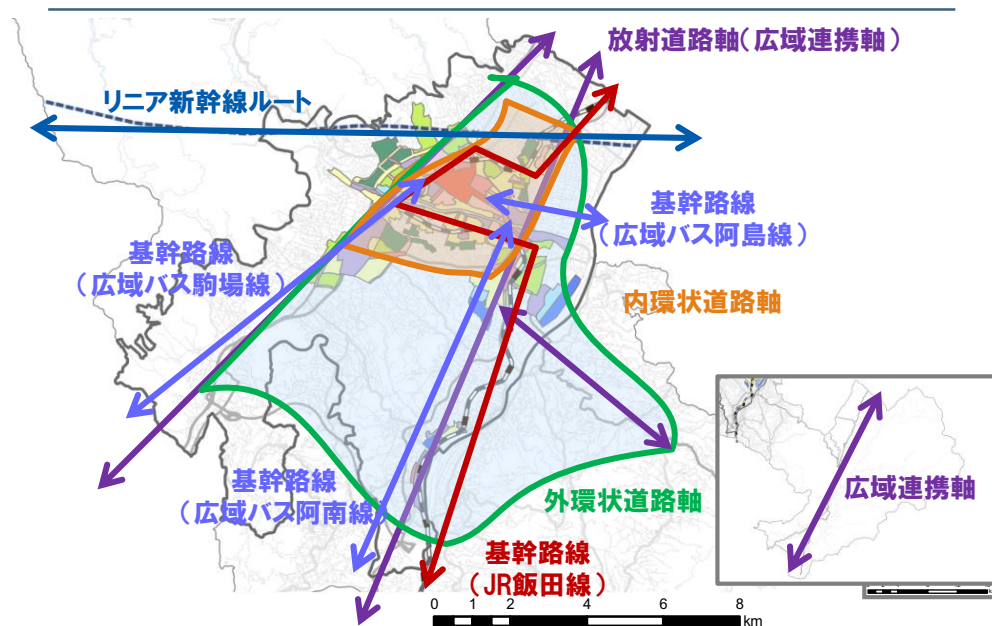 放射道路軸(広域連携軸)
リニア新幹線ルート
基幹路線
(広域バス阿島線)
基幹路線
(広域バス駒場線)
内環状道路軸
基幹路線
(広域バス阿南線)
外環状道路軸
広域連携軸
基幹路線
(JR飯田線)
0 1 2 4 6 8
km